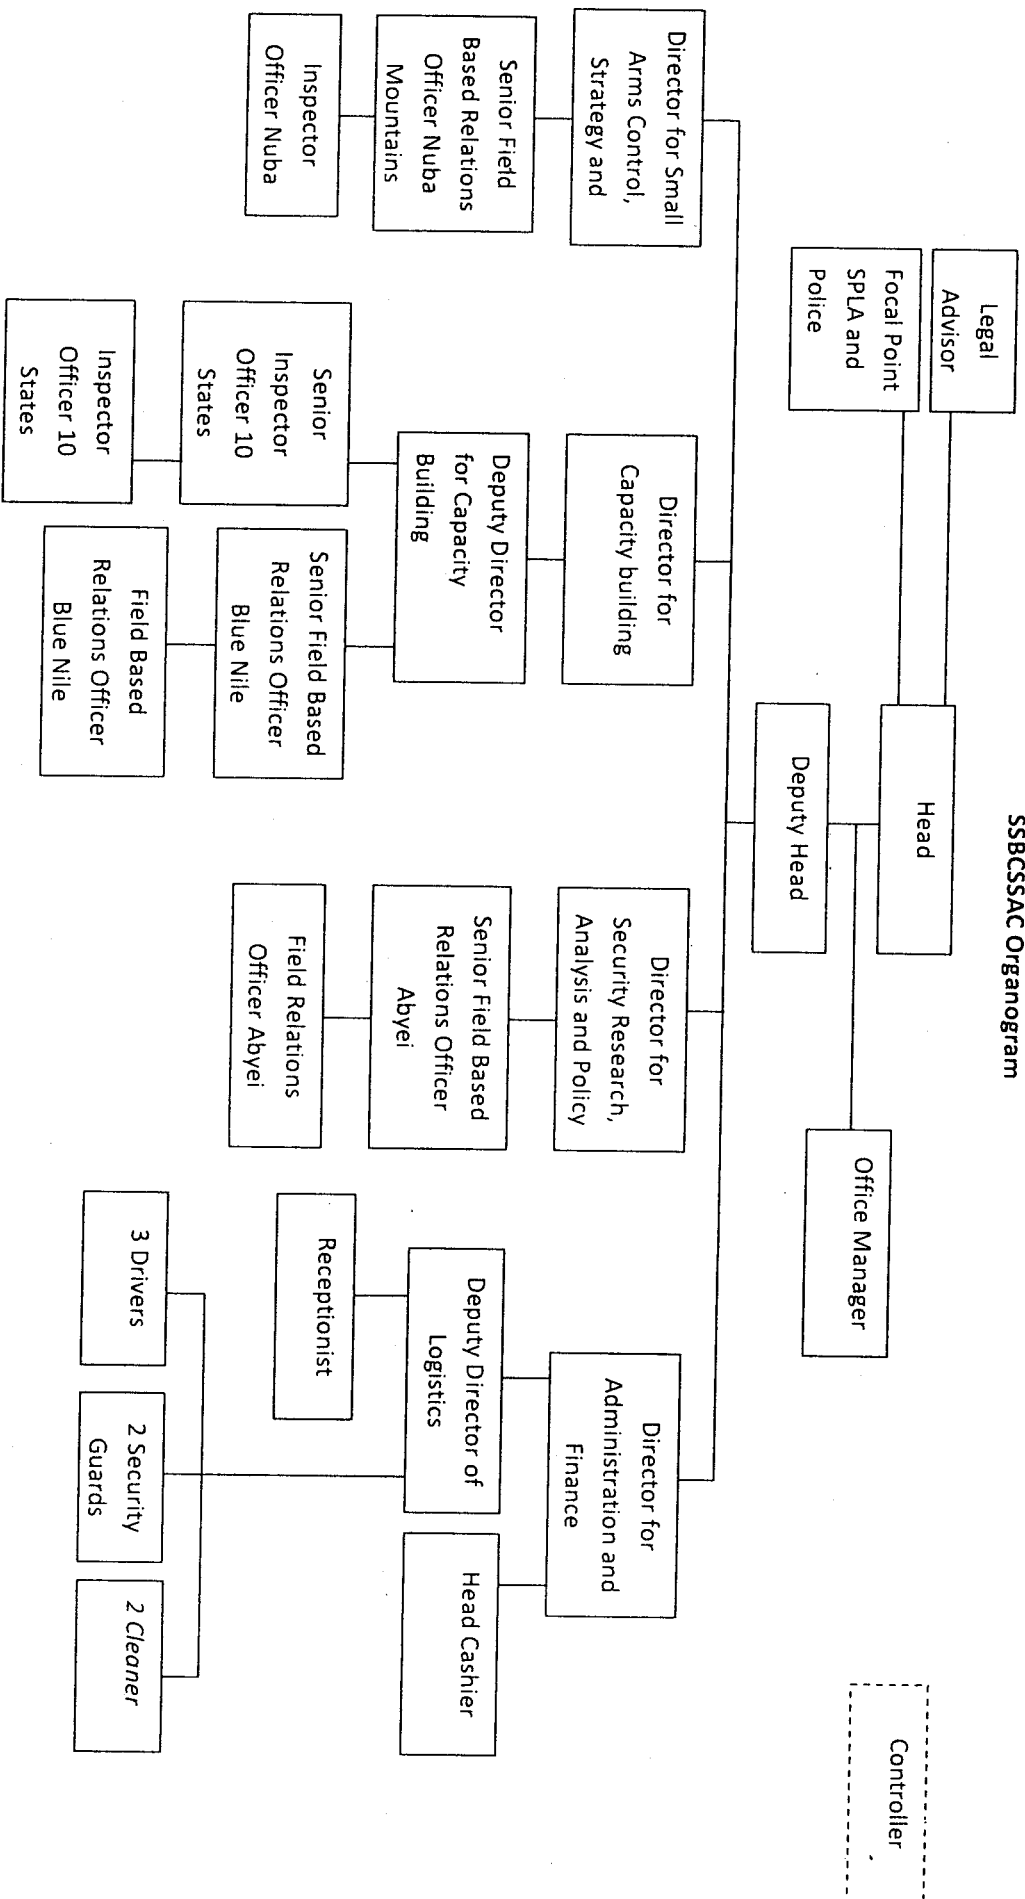 SSBCSSAC Organogram
Legal
Advisor
Focal Point
SPLA and
Police
Head
Deputy Head
Office Manager
Controller
Director for Small
Arms Control,
Strategy and
Senior Field
Based Relations
Officer Nuba
Mountains
Inspector
Officer Nuba
Director for
Capacity building
Deputy Director
for Capacity
Building
Senior
Inspector
Officer 10
States
Inspector
Officer 10
States
Senior Field Based
Relations Officer
Blue Nile
Field Based
Relations Officer
Blue Nile
Director for
Security Research,
Analysis and Policy
Senior Field Based
Relations Officer
Abyei
Field Relations
Officer Abyei
Director for
Administration and
Finance
Deputy Director of
Logistics
Head Cashier
Receptionist
3 Drivers
2 Security
Guards
2 Cleaner